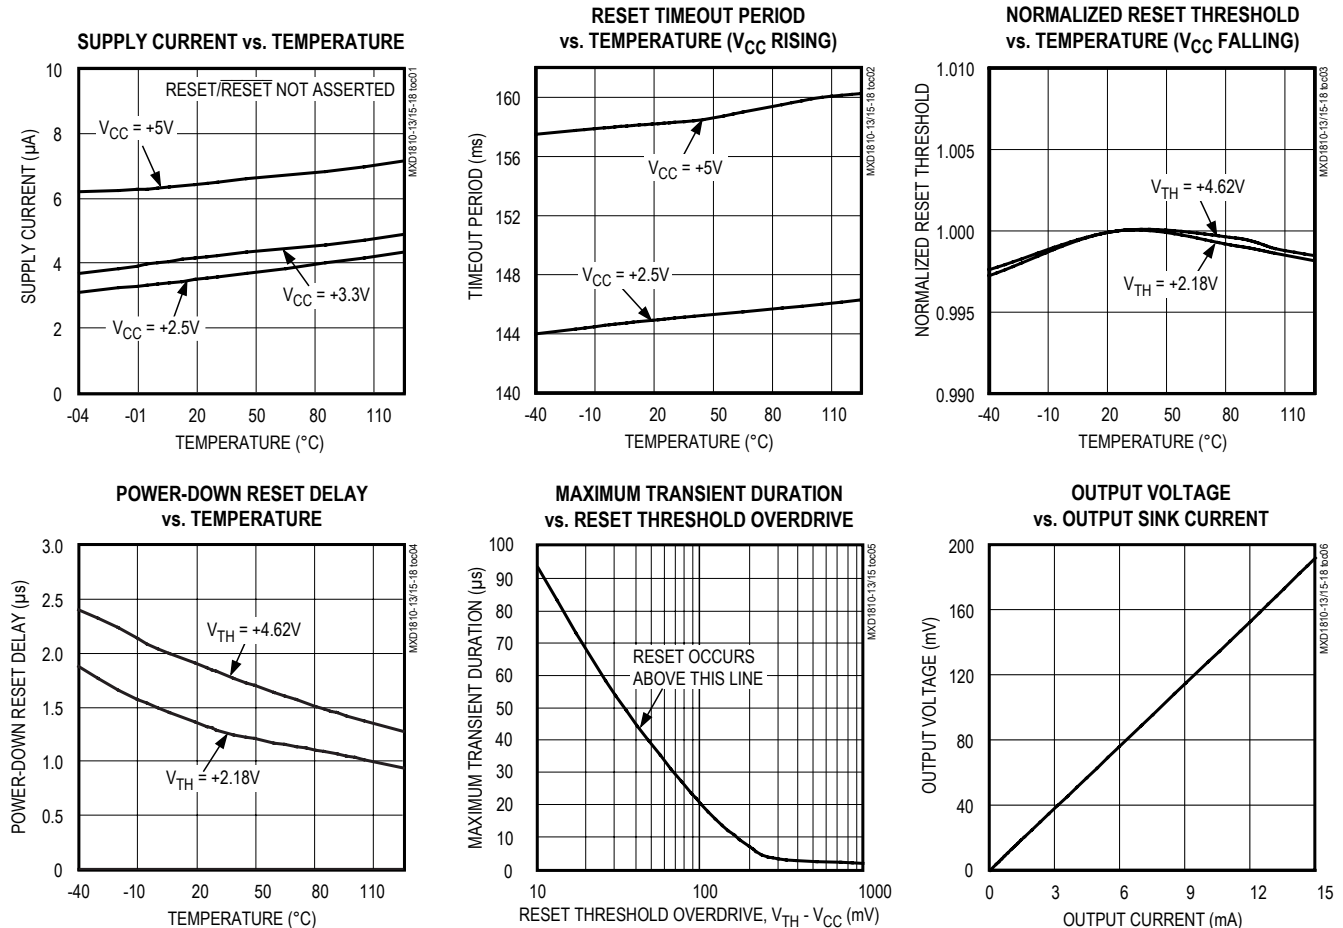 SUPPLY CURRENT vs. TEMPERATURE
10
8
6
4
2
0
SUPPLY CURRENT (µA)
RESET/RESET NOT ASSERTED
VCC = +5V
VCC = +3.3V
VCC = +2.5V
-04 -01 20 50 80 110
TEMPERATURE (°C)
MXD1810-13/15-18 toc01
RESET TIMEOUT PERIOD
vs. TEMPERATURE (VCC RISING)
160
156
152
148
144
140
TIMEOUT PERIOD (ms)
VCC = +5V
VCC = +2.5V
-40 -10 20 50 80 110
TEMPERATURE (°C)
MXD1810-13/15-18 toc02
NORMALIZED RESET THRESHOLD
vs. TEMPERATURE (VCC FALLING)
1.010
1.005
1.000
0.995
0.990
NORMALIZED RESET THRESHOLD
VTH = +4.62V
VTH = +2.18V
-40 -10 20 50 80 110
TEMPERATURE (°C)
MXD1810-13/15-18 toc03
POWER-DOWN RESET DELAY
vs. TEMPERATURE
3.0
2.5
2.0
1.5
1.0
0.5
0
POWER-DOWN RESET DELAY (µs)
VTH = +4.62V
VTH = +2.18V
-40 -10 20 50 80 110
TEMPERATURE (°C)
MXD1810-13/15-18 toc04
MAXIMUM TRANSIENT DURATION
vs. RESET THRESHOLD OVERDRIVE
100
90
80
70
60
50
40
30
20
10
0
MAXIMUM TRANSIENT DURATION (µs)
RESET OCCURS
ABOVE THIS LINE
10 100 1000
RESET THRESHOLD OVERDRIVE, VTH - VCC (mV)
MXD1810-13/15 toc05
OUTPUT VOLTAGE
vs. OUTPUT SINK CURRENT
200
160
120
80
40
0
OUTPUT VOLTAGE (mV)
0 3 6 9 12 15
OUTPUT CURRENT (mA)
MXD1810-13/15-18 toc06